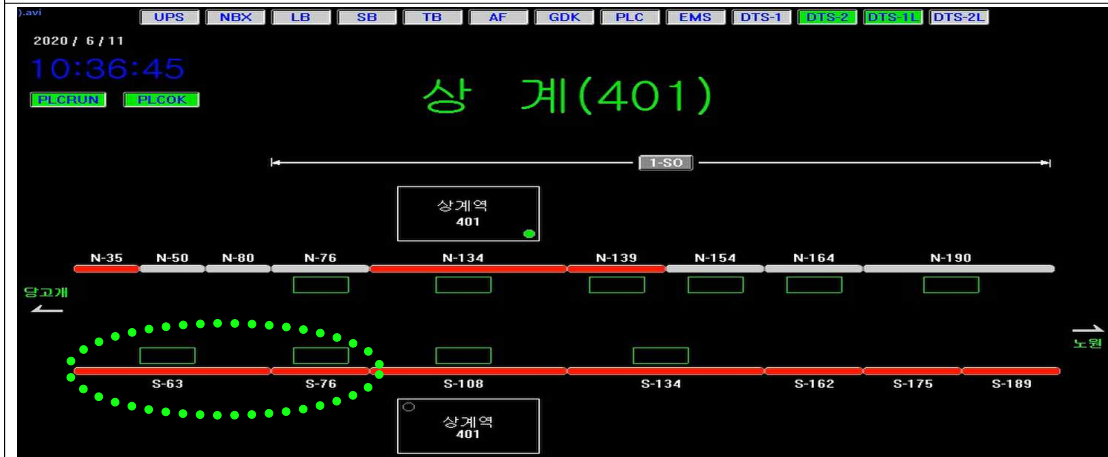 ).avi
UPS NBX LB SB TB AF GDK PLC EMS DTS-1 DTS-2 DTS-1L DTS-2L
2020 / 6 / 11
10:36:45
PLCRUN PLCOK
상 계(401)
1-SO
상계역
401
N-35 N-50 N-80 N-76 N-134 N-139 N-154 N-164 N-190
당고개
노원
S-63 S-76 S-108 S-134 S-162 S-175 S-189
상계역
401